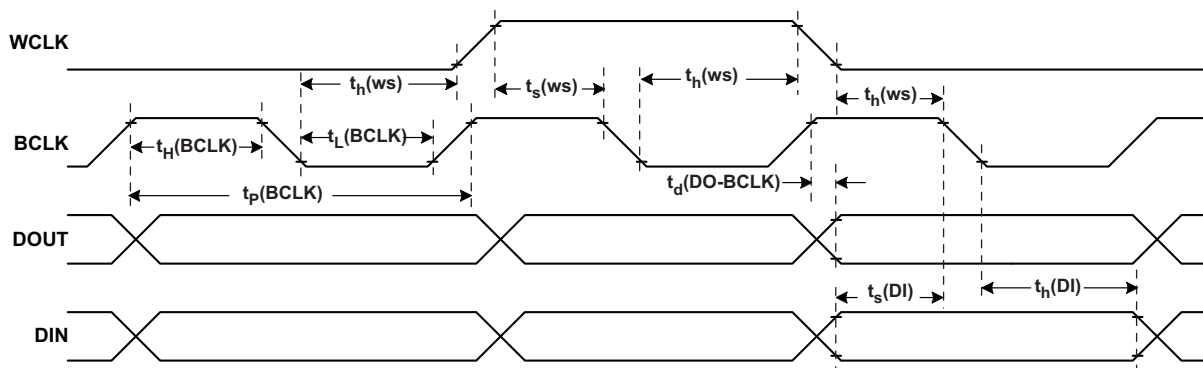 WCLK
t_h(ws)
t_s(ws)
t_h(ws)
t_h(ws)
BCLK
t_H(BCLK)
t_L(BCLK)
t_P(BCLK)
t_d(DO-BCLK)
DOUT
t_s(DI)
t_h(DI)
DIN